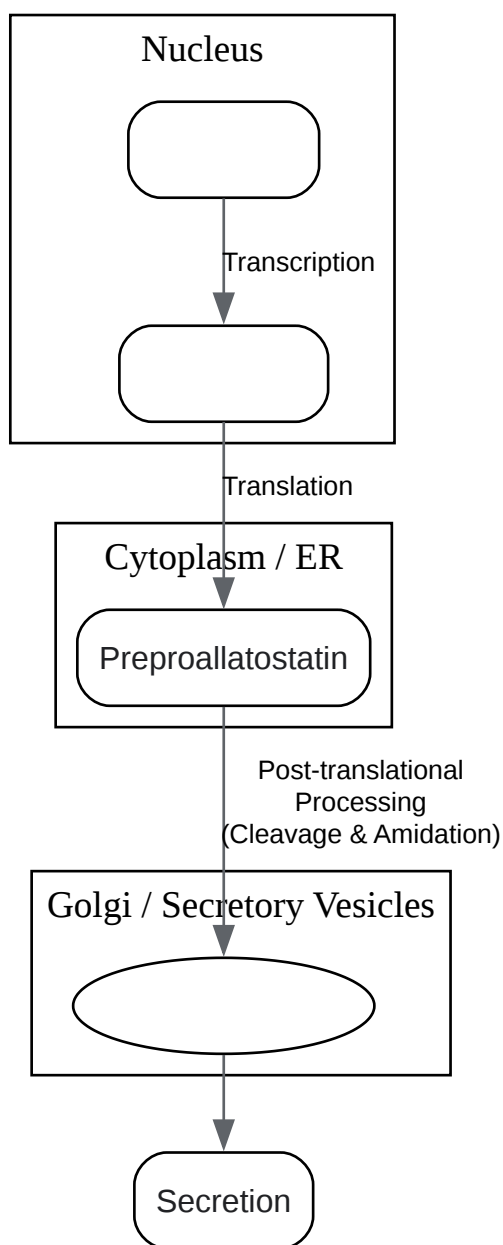 Nucleus
Transcription
Translation
Cytoplasm / ER
Preproallatostatin
Post-translational
Processing
(Cleavage & Amidation)
Golgi / Secretory Vesicles
Secretion